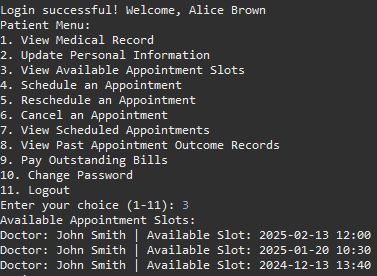 Login successful! Welcome, Alice Brown
Patient Menu:
1. View Medical Record
2. Update Personal Information
3. View Available Appointment Slots
4. Schedule an Appointment
5. Reschedule an Appointment
6. Cancel an Appointment
7. View Scheduled Appointments
8. View Past Appointment Outcome Records
9. Pay Outstanding Bills
10. Change Password
11. Logout
Enter your choice (1-11): 3
Available Appointment Slots:
Doctor: John Smith | Available Slot: 2025-02-13 12:00
Doctor: John Smith | Available Slot: 2025-01-20 10:30
Doctor: John Smith | Available Slot: 2024-12-13 13:40